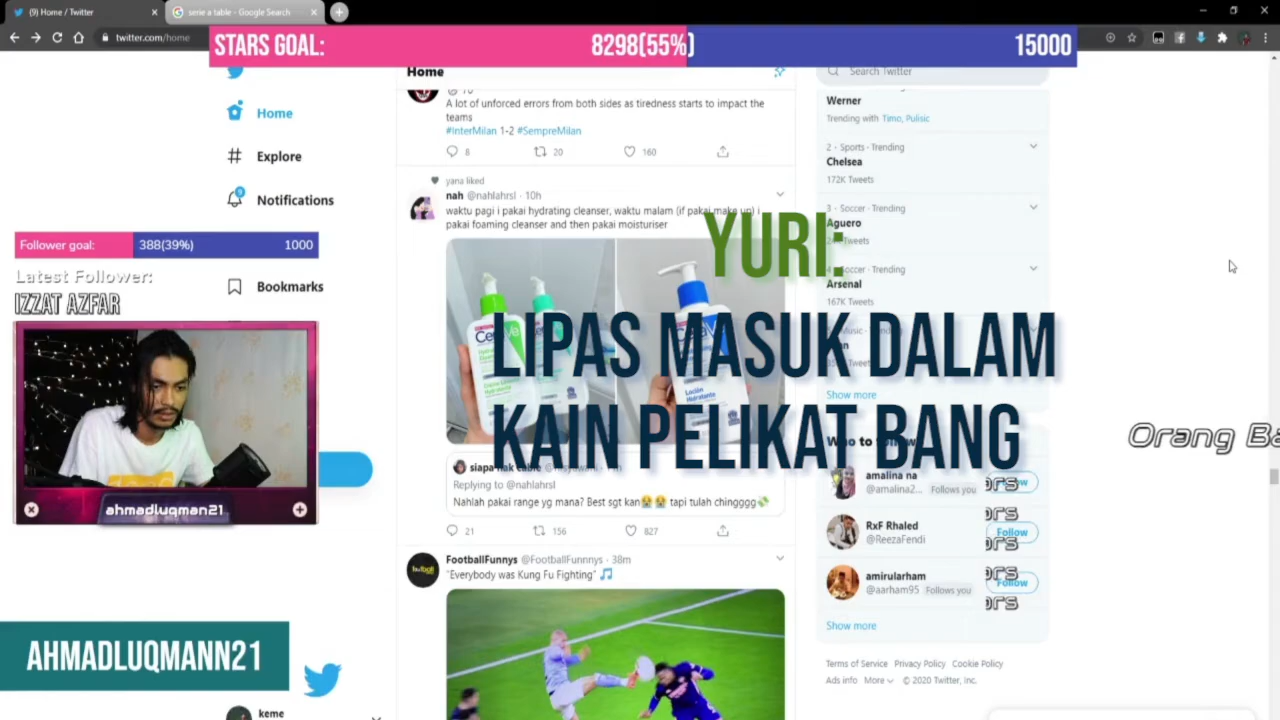 (9) Home / Twitter
serie a table - Google Search
twitter.com/home
STARS GOAL:
8298(55%)
15000
Home
Search Twitter
A lot of unforced errors from both sides as tiredness starts to impact the
teams
#InterMilan 1-2 #SempreMilan
8
20
160
Home
Explore
9
Notifications
Bookmarks
Follower goal:
388(39%)
1000
Latest Follower:
IZZAT AZFAR
ahmadluqman21
AHMADLUQMANN21
keme
yana liked
nah @nahlahrsl · 10h
waktu pagi i pakai hydrating cleanser, waktu malam (if pakai make up) i
pakai foaming cleanser and then pakai moisturiser
YURI:
LIPAS MASUK DALAM
KAIN PELIKAT BANG
siapa nak
Replying to @nahlahrsl
Nahlah pakai range yg mana? Best sgt kan😭😭 tapi tulah chingggg💸
21
156
827
FootballFunnys @FootballFunnnys · 38m
"Everybody was Kung Fu Fighting" 🎵
Werner
Trending with Timo, Pulisic
2 · Sports · Trending
Chelsea
172K Tweets
3 · Soccer · Trending
Aguero
Tweets
Soccer · Trending
Arsenal
167K Tweets
Show more
Who to
amalina na
@amalina2... Follows you
RxF Rhaled
@ReezaFendi
Follow
amirularham
@aarham95 Follows you
Follow
Show more
Orang Ba
Terms of Service Privacy Policy Cookie Policy
Ads info More © 2020 Twitter, Inc.